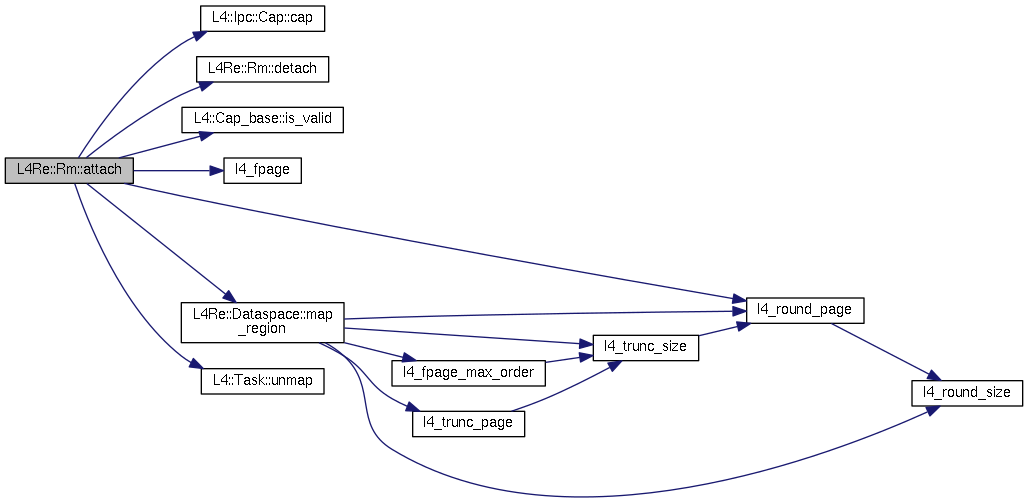 L4::Ipc::Cap::cap
L4Re::Rm::detach
L4::Cap_base::is_valid
L4Re::Rm::attach
l4_fpage
L4Re::Dataspace::map
_region
l4_round_page
l4_trunc_size
l4_fpage_max_order
L4::Task::unmap
l4_round_size
l4_trunc_page